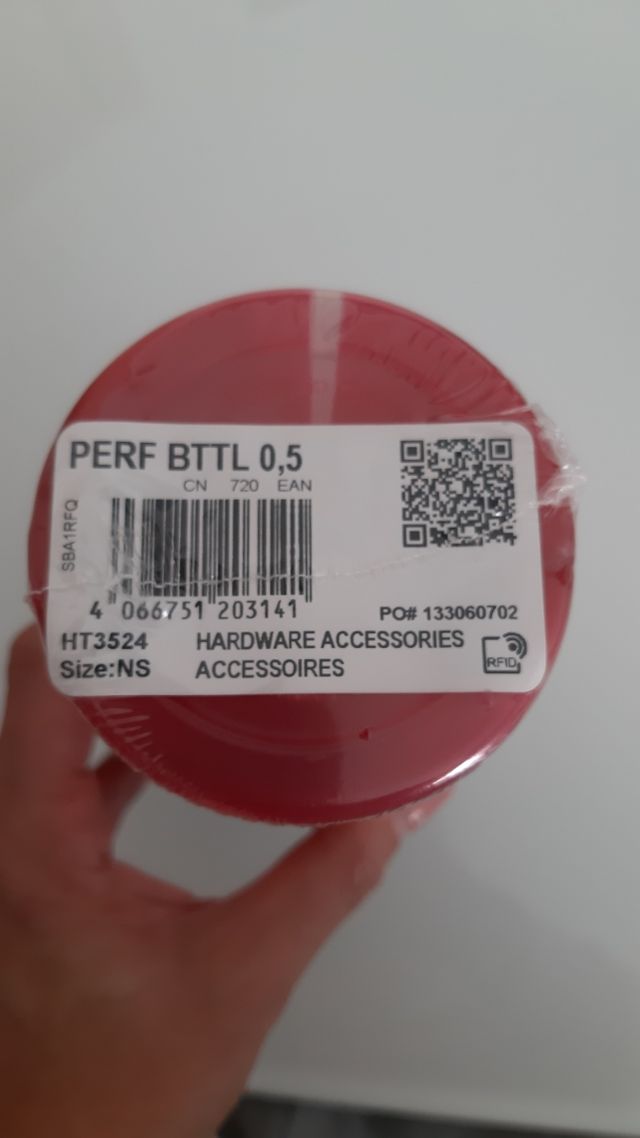 PERF BTTL 0,5
CN 720 EAN
SBA1RFQ
4 066751 203141
PO# 133060702
HT3524 HARDWARE ACCESSORIES
Size:NS ACCESSOIRES
RFID